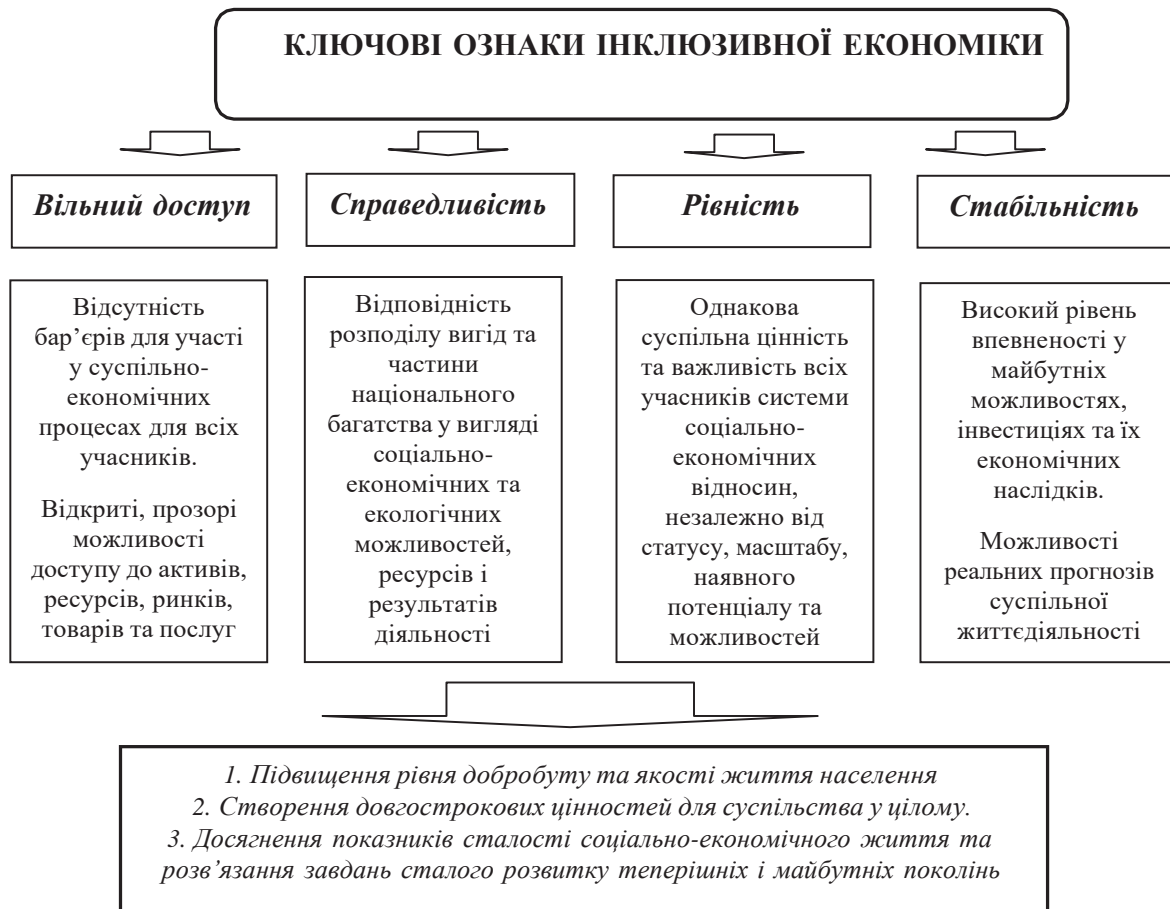 КЛЮЧОВІ ОЗНАКИ ІНКЛЮЗИВНОЇ ЕКОНОМІКИ
Вільний доступ
Відсутність
бар’єрів для участі
у суспільно-
економічних
процесах для всіх
учасників.
Відкриті, прозорі
можливості
доступу до активів,
ресурсів, ринків,
товарів та послуг
Справедливість
Відповідність
розподілу вигід та
частини
національного
багатства у вигляді
соціально-
економічних та
екологічних
можливостей,
ресурсів і
результатів
діяльності
Рівність
Однакова
суспільна цінність
та важливість всіх
учасників системи
соціально-
економічних
відносин,
незалежно від
статусу, масштабу,
наявного
потенціалу та
можливостей
Стабільність
Високий рівень
впевненості у
майбутніх
можливостях,
інвестиціях та їх
економічних
наслідків.
Можливості
реальних прогнозів
суспільної
життєдіяльності
1. Підвищення рівня добробуту та якості життя населення
2. Створення довгострокових цінностей для суспільства у цілому.
3. Досягнення показників сталості соціально-економічного життя та
розв’язання завдань сталого розвитку теперішніх і майбутніх поколінь